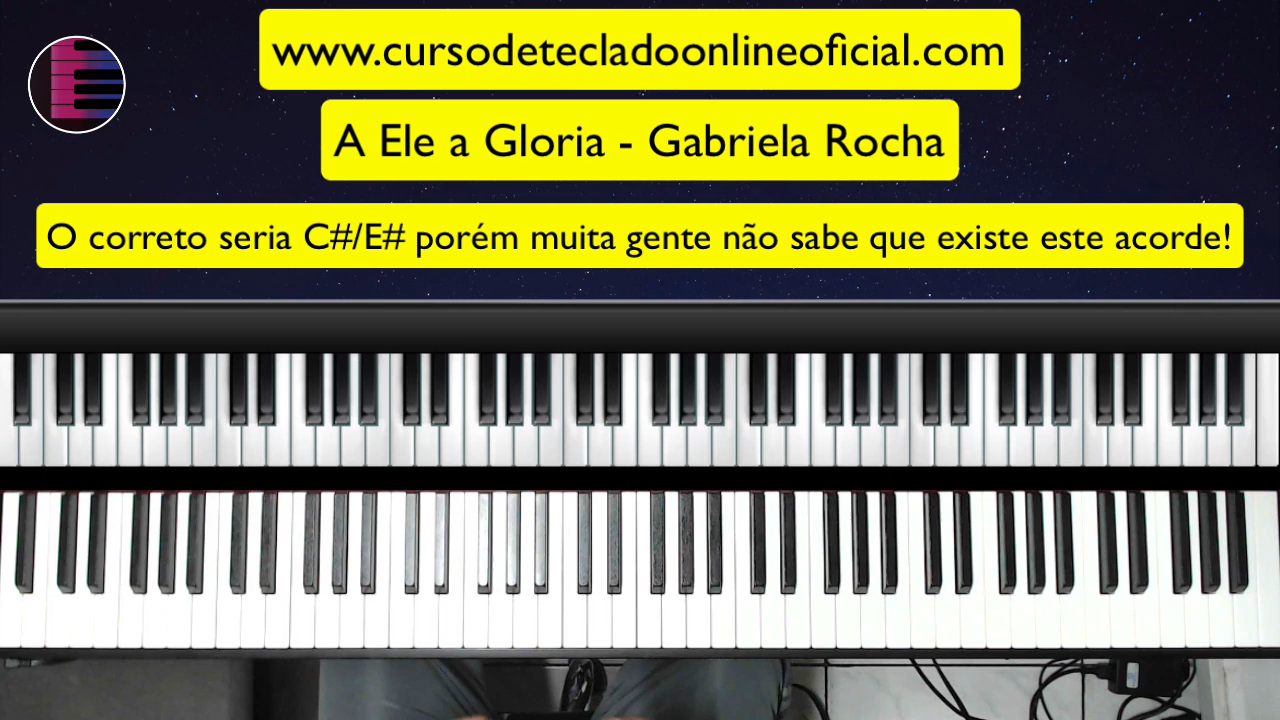 www.cursodetecladoonlineoficial.com
A Ele a Gloria - Gabriela Rocha
O correto seria C#/E# porém muita gente não sabe que existe este acorde!